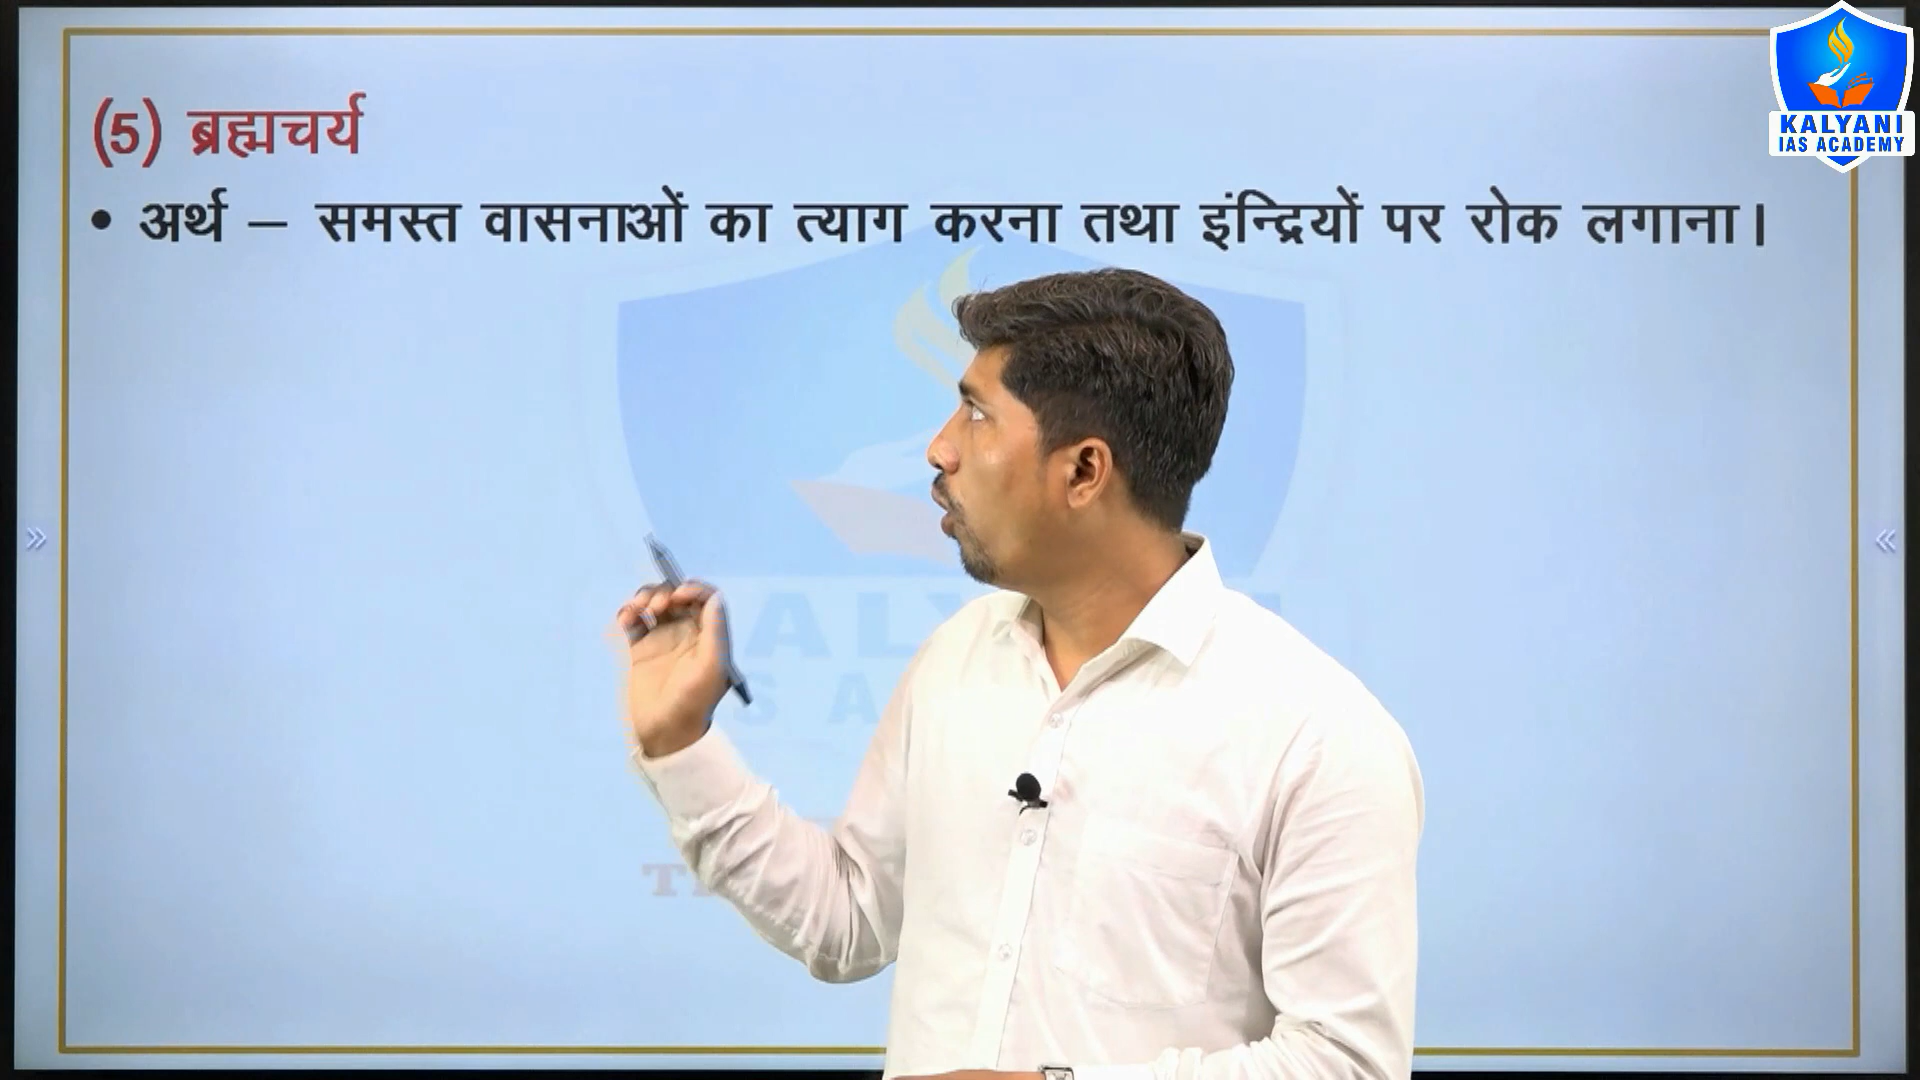 KALYANI
IAS ACADEMY
(5) ब्रह्मचर्य
• अर्थ – समस्त वासनाओं का त्याग करना तथा इंन्द्रियों पर रोक लगाना।